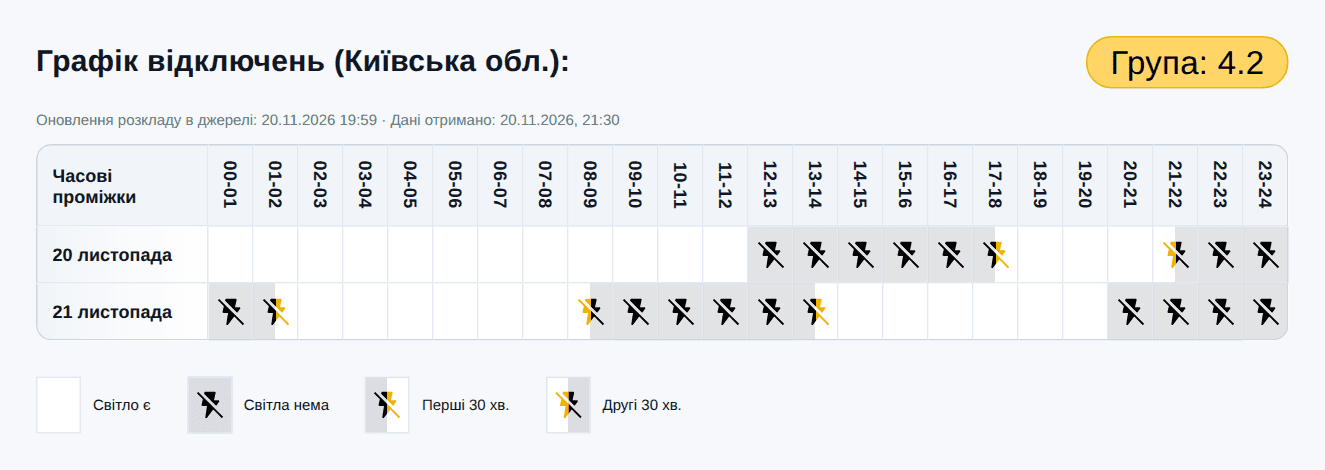 Графік відключень (Київська обл.):
Група: 4.2
Оновлення розкладу в джерелі: 20.11.2026 19:59 · Дані отримано: 20.11.2026, 21:30
Часові
проміжки
00-01
01-02
02-03
03-04
04-05
05-06
06-07
07-08
08-09
09-10
10-11
11-12
12-13
13-14
14-15
15-16
16-17
17-18
18-19
19-20
20-21
21-22
22-23
23-24
20 листопада
21 листопада
Світло є
Світла нема
Перші 30 хв.
Другі 30 хв.